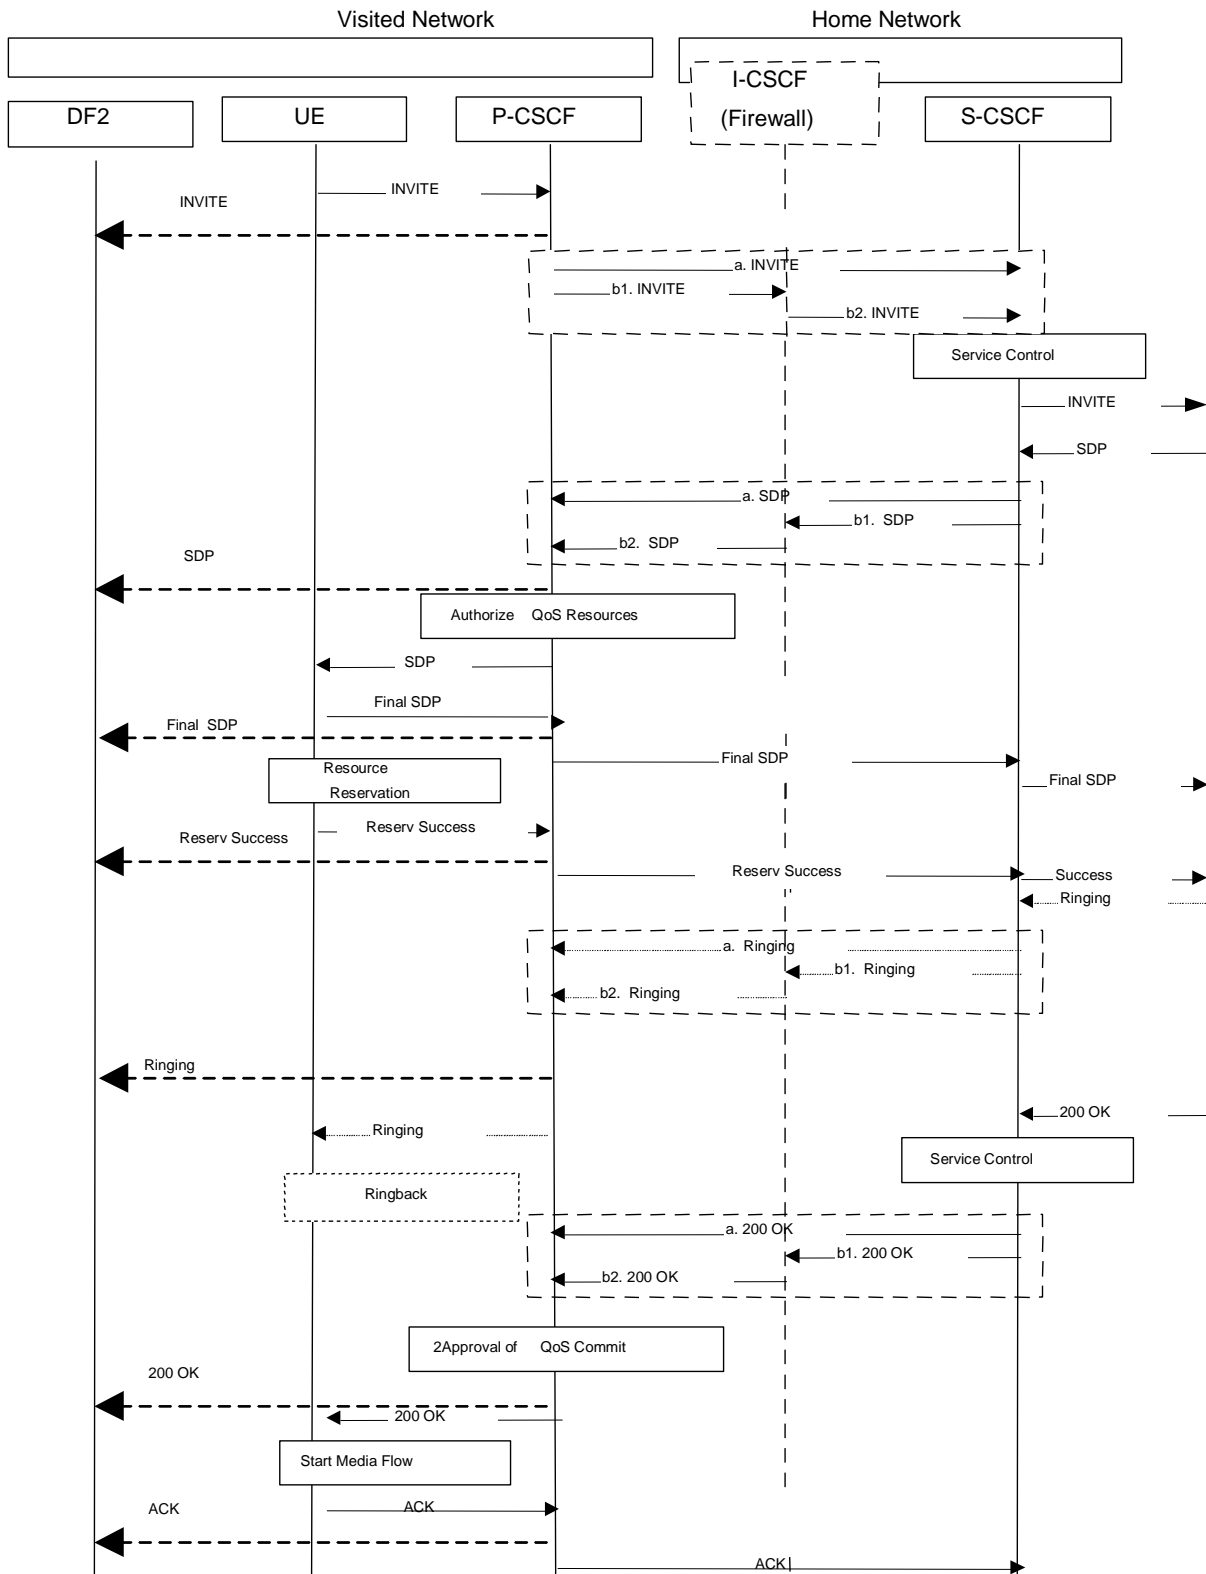 Visited Network
Home Network
I-CSCF
(Firewall)
DF2
UE
P-CSCF
S-CSCF
INVITE
INVITE
a. INVITE
b1. INVITE
b2. INVITE
Service Control
INVITE
SDP
a. SDP
b1. SDP
b2. SDP
SDP
Authorize QoS Resources
SDP
Final SDP
Final SDP
Final SDP
Resource
Reservation
Final SDP
Reserv Success
Reserv Success
Reserv Success
Success
Ringing
a. Ringing
b1. Ringing
b2. Ringing
Ringing
200 OK
Ringing
Service Control
Ringback
a. 200 OK
b1. 200 OK
b2. 200 OK
2Approval of QoS Commit
200 OK
200 OK
Start Media Flow
ACK
ACK
ACK